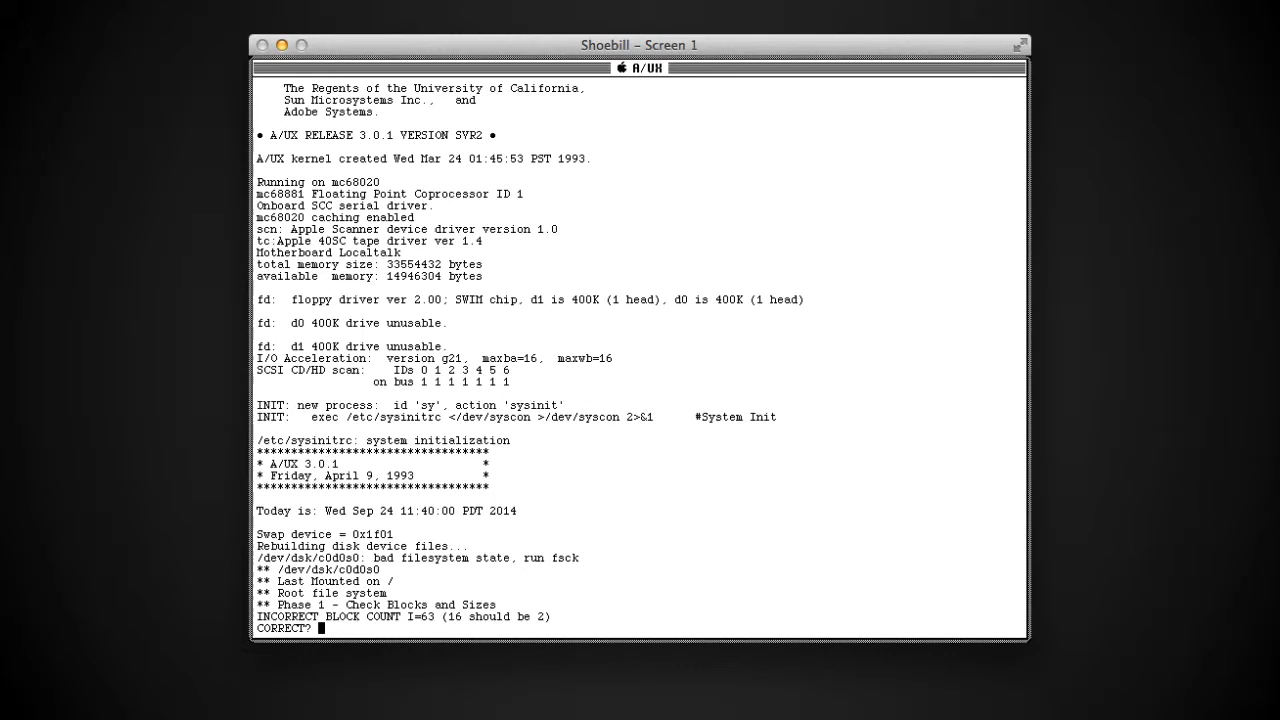 Shoebill – Screen 1
A/UX
The Regents of the University of California,
Sun Microsystems Inc., and
Adobe Systems.
● A/UX RELEASE 3.0.1 VERSION SVR2 ●
A/UX kernel created Wed Mar 24 01:45:53 PST 1993.
Running on mc68020
mc68881 Floating Point Coprocessor ID 1
Onboard SCC serial driver.
mc68020 caching enabled
scn: Apple Scanner device driver version 1.0
tc:Apple 40SC tape driver ver 1.4
Motherboard Localtalk
total memory size: 33554432 bytes
available  memory: 14946304 bytes
fd:  floppy driver ver 2.00; SWIM chip, d1 is 400K (1 head), d0 is 400K (1 head)
fd:  d0 400K drive unusable.
fd:  d1 400K drive unusable.
I/O Acceleration:  version g21,  maxba=16,  maxwb=16
SCSI CD/HD scan:    IDs 0 1 2 3 4 5 6
on bus 1 1 1 1 1 1 1
INIT: new process:  id 'sy', action 'sysinit'
INIT:   exec /etc/sysinitrc </dev/syscon >/dev/syscon 2>&1      #System Init
/etc/sysinitrc: system initialization
**********************************
* A/UX 3.0.1                     *
* Friday, April 9, 1993          *
**********************************
Today is: Wed Sep 24 11:40:00 PDT 2014
Swap device = 0x1f01
Rebuilding disk device files...
/dev/dsk/c0d0s0: bad filesystem state, run fsck
** /dev/dsk/c0d0s0
** Last Mounted on /
** Root file system
** Phase 1 - Check Blocks and Sizes
INCORRECT BLOCK COUNT I=63 (16 should be 2)
CORRECT?